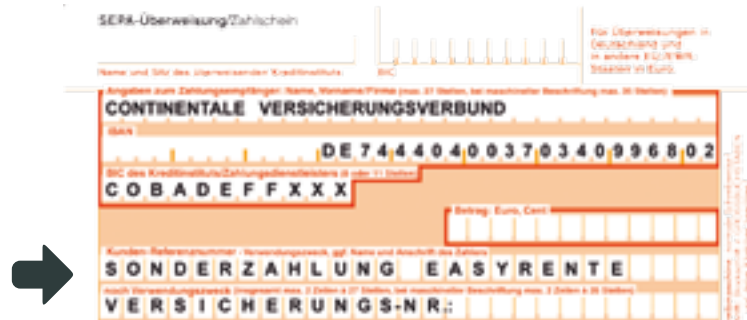 SEPA-Überweisung/Zahlschein
Für Überweisungen in
Deutschland und
in andere EU-/EWR-
Staaten in Euro.
Name und Sitz des überweisenden Kreditinstituts
BIC
Angaben zum Zahlungsempfänger: Name, Vorname/Firma (max. 27 Stellen, bei maschineller Beschriftung max. 35 Stellen)
CONTINENTALE VERSICHERUNGSVERBUND
IBAN
DE74440400370340996802
BIC des Kreditinstituts/Zahlungsdienstleisters (8 oder 11 Stellen)
COBADEFFXXX
Betrag: Euro, Cent
Kunden-Referenznummer - Verwendungszweck, ggf. Name und Anschrift des Zahlers
SONDERZAHLUNG EASYRENTE
noch Verwendungszweck (insgesamt max. 2 Zeilen à 27 Stellen, bei maschineller Beschriftung max. 2 Zeilen à 35 Stellen)
VERSICHERUNGS-NR.: